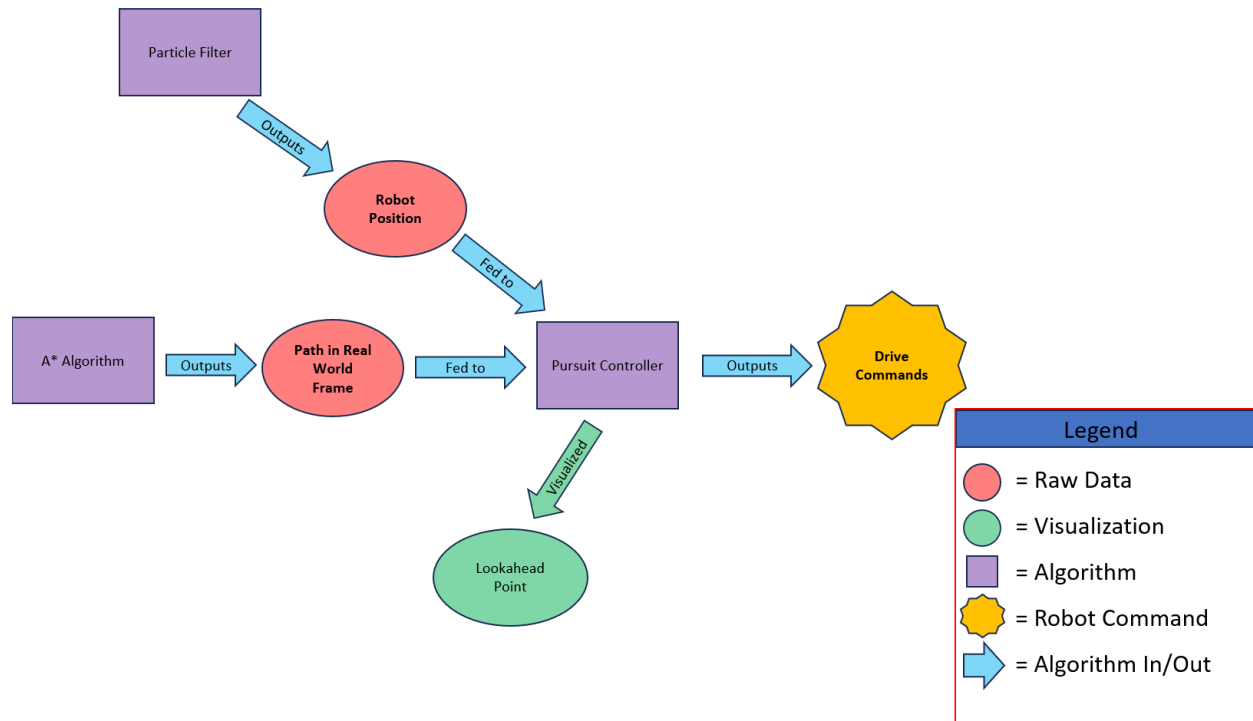 Particle Filter
Outputs
Robot
Position
Fed to
A* Algorithm
Outputs
Path in Real
World
Frame
Fed to
Pursuit Controller
Outputs
Drive
Commands
Visualized
Lookahead
Point
Legend
= Raw Data
= Visualization
= Algorithm
= Robot Command
= Algorithm In/Out